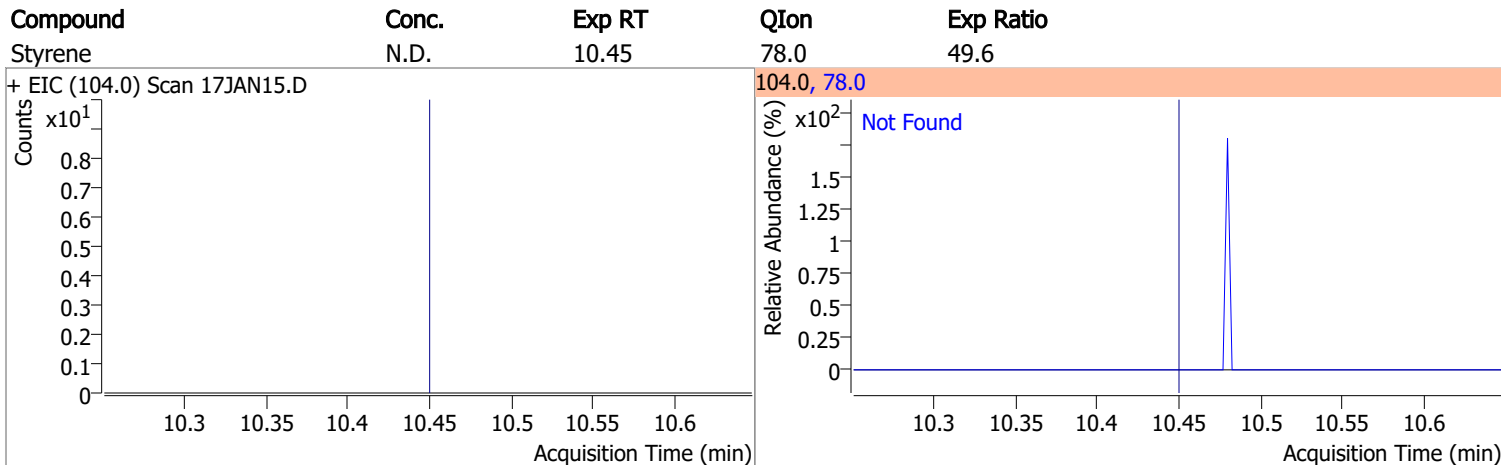 Compound Conc. Exp RT QIon Exp Ratio
Styrene N.D. 10.45 78.0 49.6
+ EIC (104.0) Scan 17JAN15.D
Counts
x10¹
0.8
0.7
0.6
0.5
0.4
0.3
0.2
0.1
0
10.3 10.35 10.4 10.45 10.5 10.55 10.6
Acquisition Time (min)
104.0, 78.0
Relative Abundance (%)
x10²
Not Found
1.5
1.25
1
0.75
0.5
0.25
0
10.3 10.35 10.4 10.45 10.5 10.55 10.6
Acquisition Time (min)